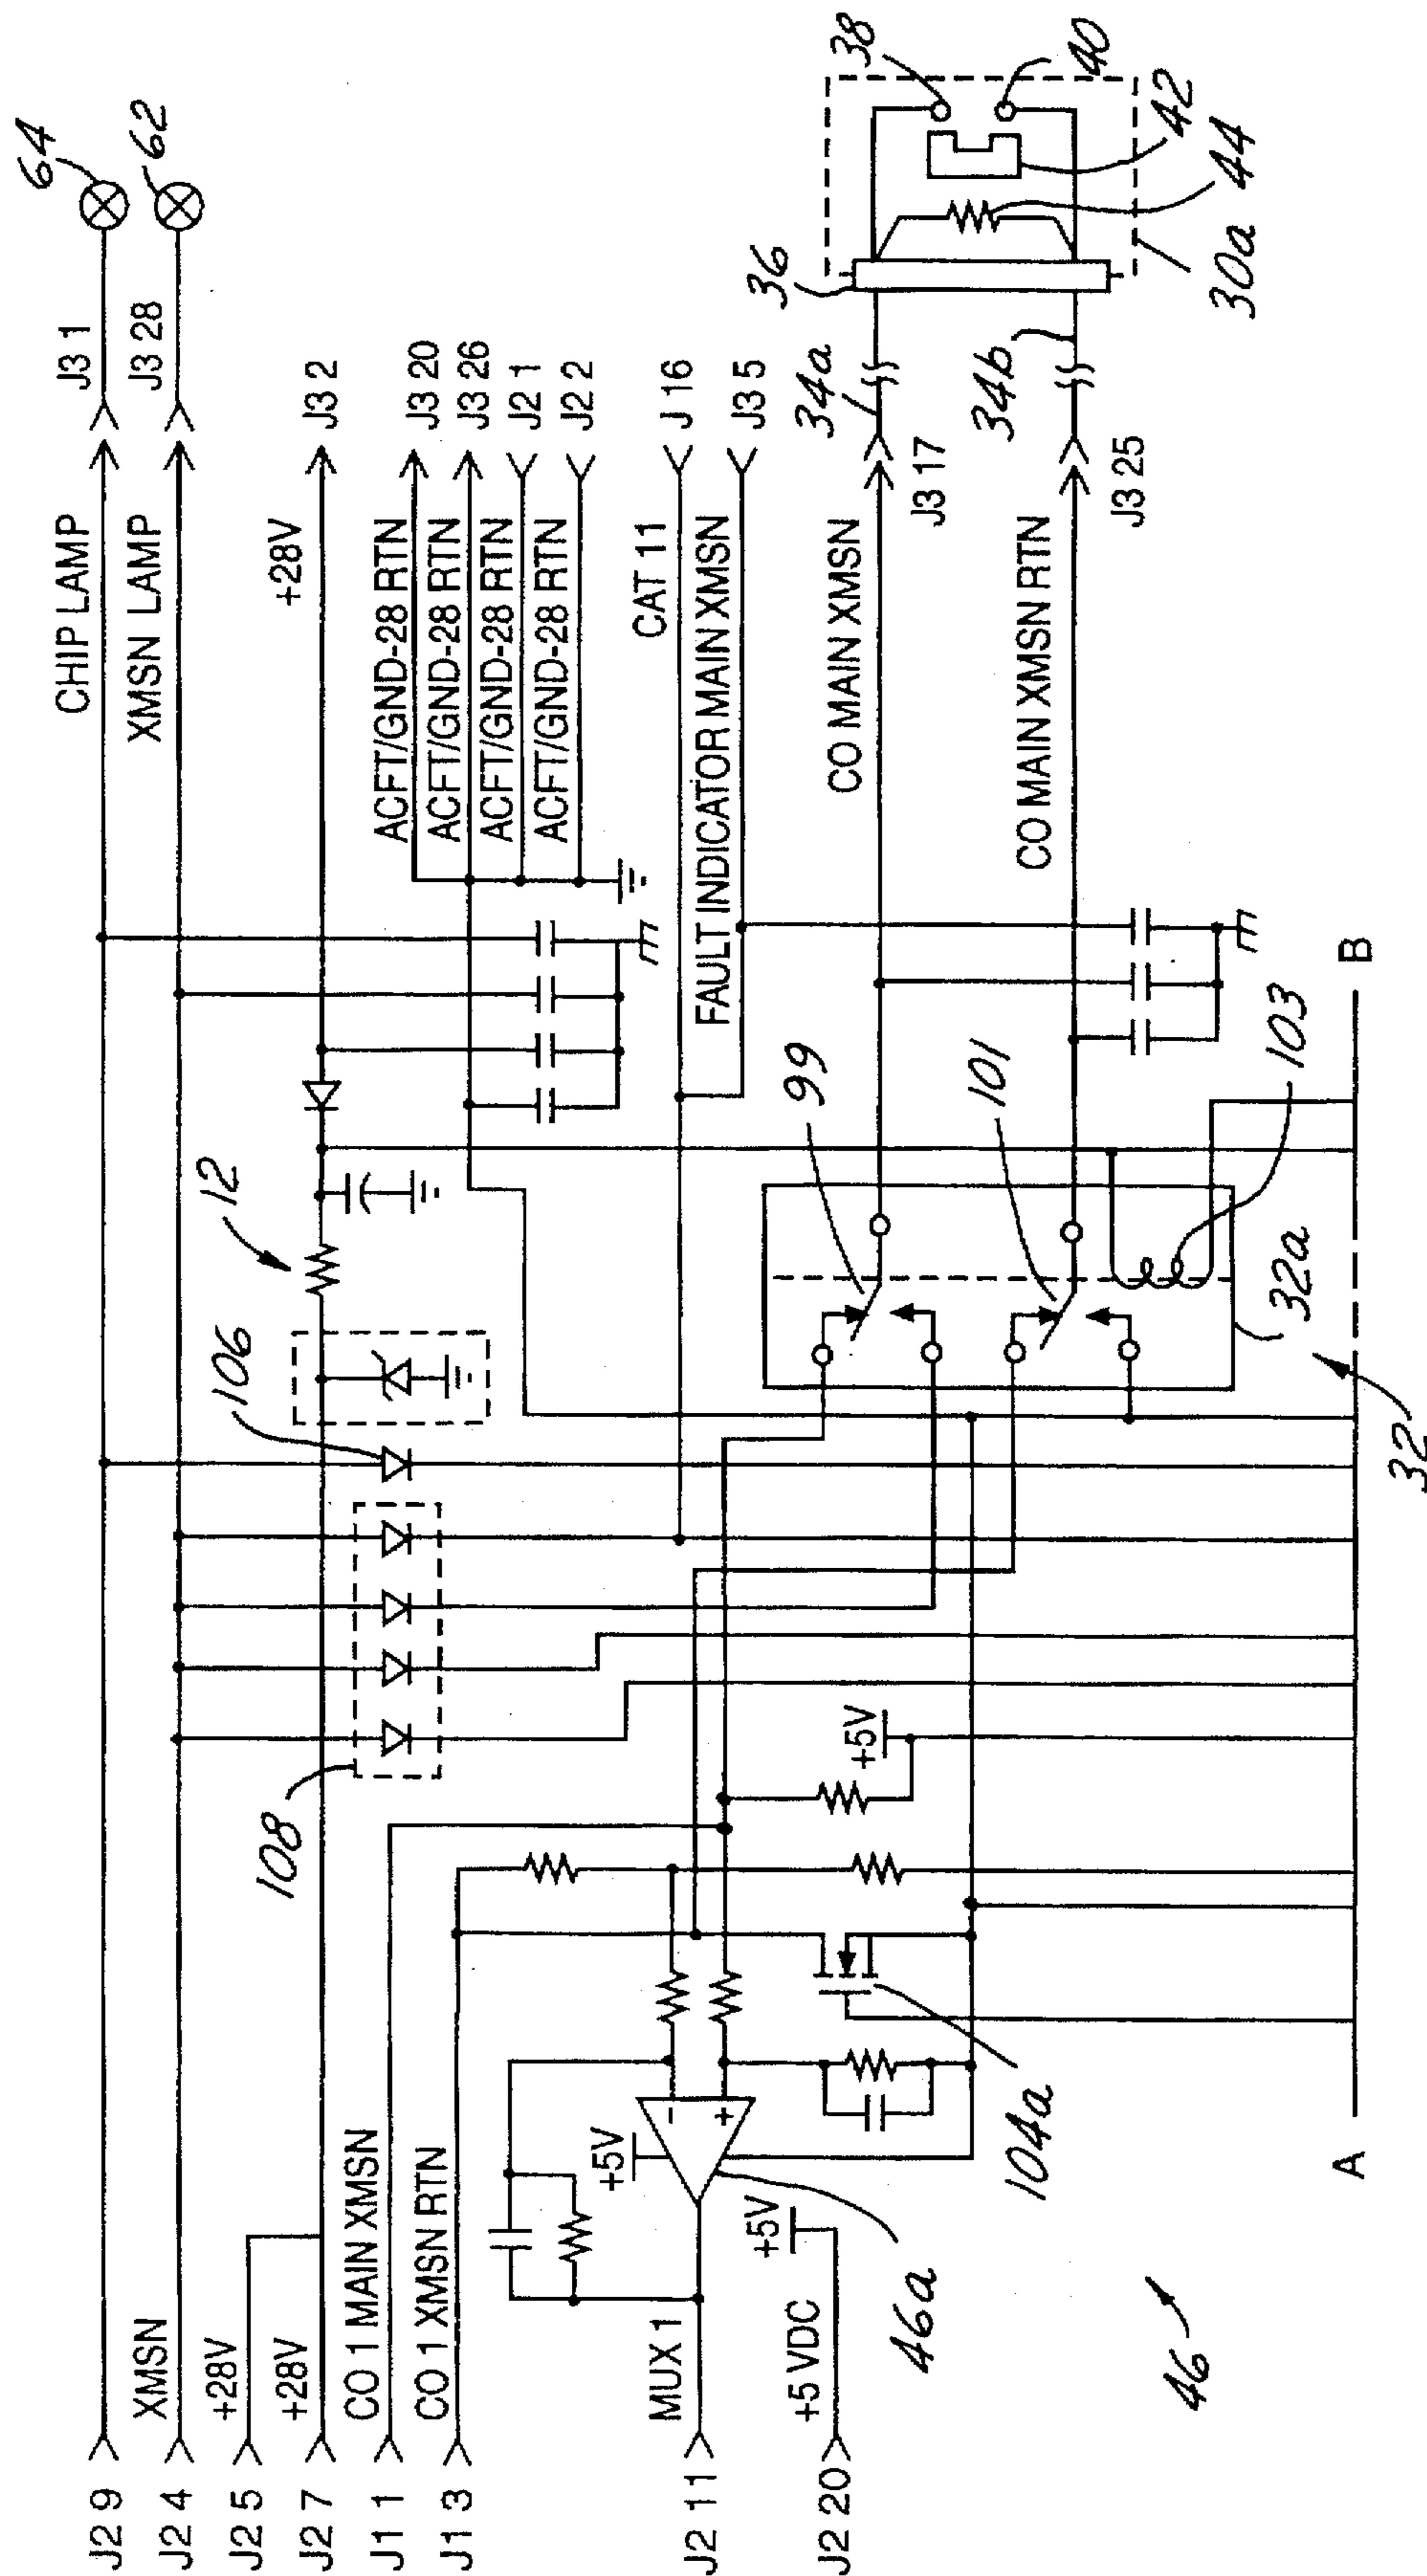 J2 9
J2 4
XMSN
J2 5
+28V
J2 7
+28V
J1 1
CO 1 MAIN XMSN
J1 3
CO 1 XMSN RTN
J2 11
MUX 1
J2 20
+5 VDC
+5V
+5V
+5V
-
+
46a
46
104a
A
B
108
106
12
CHIP LAMP
XMSN LAMP
J3 1
J3 28
64
62
+28V
J3 2
ACFT/GND-28 RTN
J3 20
ACFT/GND-28 RTN
J3 26
ACFT/GND-28 RTN
J2 1
ACFT/GND-28 RTN
J2 2
CAT 11
J 16
FAULT INDICATOR MAIN XMSN
J3 5
CO MAIN XMSN
J3 17
CO MAIN XMSN RTN
J3 25
34a
34b
36
38
40
42
44
30a
99
101
103
32a
32